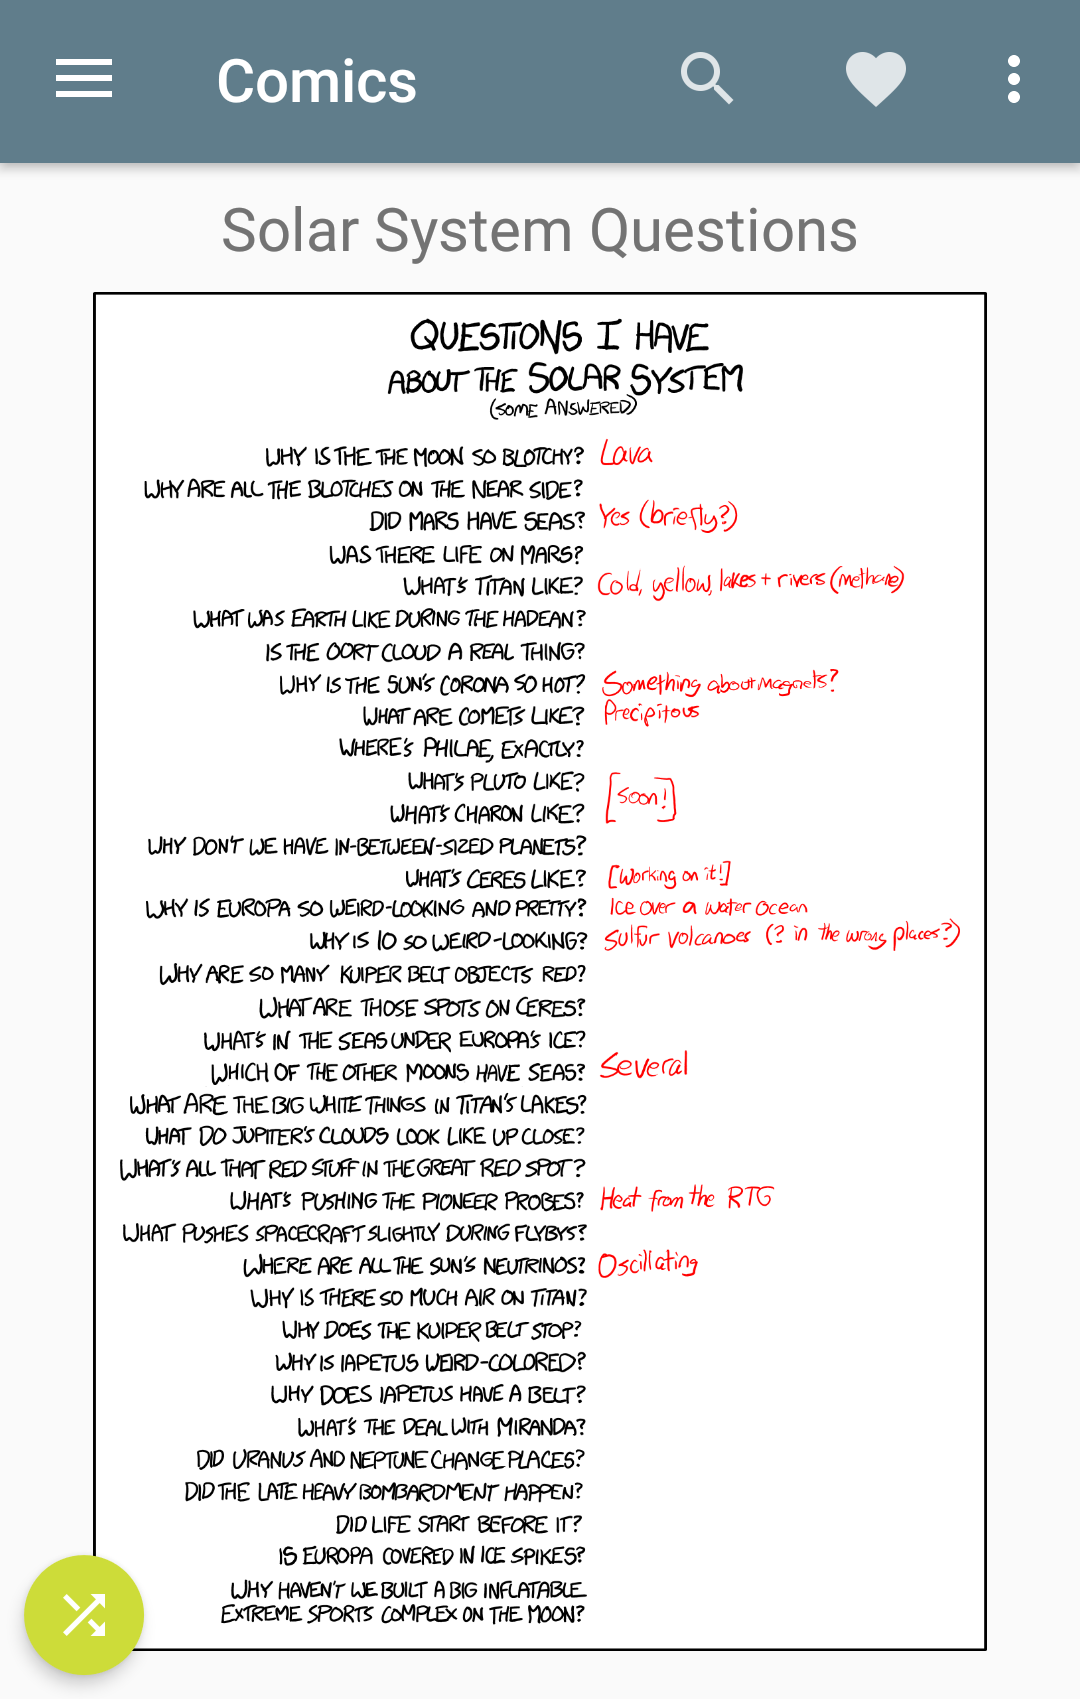 Comics
Solar System Questions
QUESTIONS I HAVE
ABOUT THE SOLAR SYSTEM
(SOME ANSWERED)
WHY IS THE THE MOON SO BLOTCHY? Lava
WHY ARE ALL THE BLOTCHES ON THE NEAR SIDE?
DID MARS HAVE SEAS? Yes (briefly?)
WAS THERE LIFE ON MARS?
WHAT'S TITAN LIKE? Cold, yellow, lakes + rivers (methane)
WHAT WAS EARTH LIKE DURING THE HADEAN?
IS THE OORT CLOUD A REAL THING?
WHY IS THE SUN'S CORONA SO HOT? Something about magnets?
WHAT ARE COMETS LIKE? Precipitous
WHERE'S PHILAE, EXACTLY?
WHAT'S PLUTO LIKE?
[soon!]
WHAT'S CHARON LIKE?
WHY DON'T WE HAVE IN-BETWEEN-SIZED PLANETS?
WHAT'S CERES LIKE? [Working on it!]
WHY IS EUROPA SO WEIRD-LOOKING AND PRETTY? Ice over a water ocean
WHY IS IO SO WEIRD-LOOKING? Sulfur volcanoes (? in the wrong places?)
WHY ARE SO MANY KUIPER BELT OBJECTS RED?
WHAT ARE THOSE SPOTS ON CERES?
WHAT'S IN THE SEAS UNDER EUROPA'S ICE?
WHICH OF THE OTHER MOONS HAVE SEAS? Several
WHAT ARE THE BIG WHITE THINGS IN TITAN'S LAKES?
WHAT DO JUPITER'S CLOUDS LOOK LIKE UP CLOSE?
WHAT'S ALL THAT RED STUFF IN THE GREAT RED SPOT?
WHAT'S PUSHING THE PIONEER PROBES? Heat from the RTG
WHAT PUSHES SPACECRAFT SLIGHTLY DURING FLYBYS?
WHERE ARE ALL THE SUN'S NEUTRINOS? Oscillating
WHY IS THERE SO MUCH AIR ON TITAN?
WHY DOES THE KUIPER BELT STOP?
WHY IS IAPETUS WEIRD-COLORED?
WHY DOES IAPETUS HAVE A BELT?
WHAT'S THE DEAL WITH MIRANDA?
DID URANUS AND NEPTUNE CHANGE PLACES?
DID THE LATE HEAVY BOMBARDMENT HAPPEN?
DID LIFE START BEFORE IT?
IS EUROPA COVERED IN ICE SPIKES?
WHY HAVEN'T WE BUILT A BIG INFLATABLE
EXTREME SPORTS COMPLEX ON THE MOON?